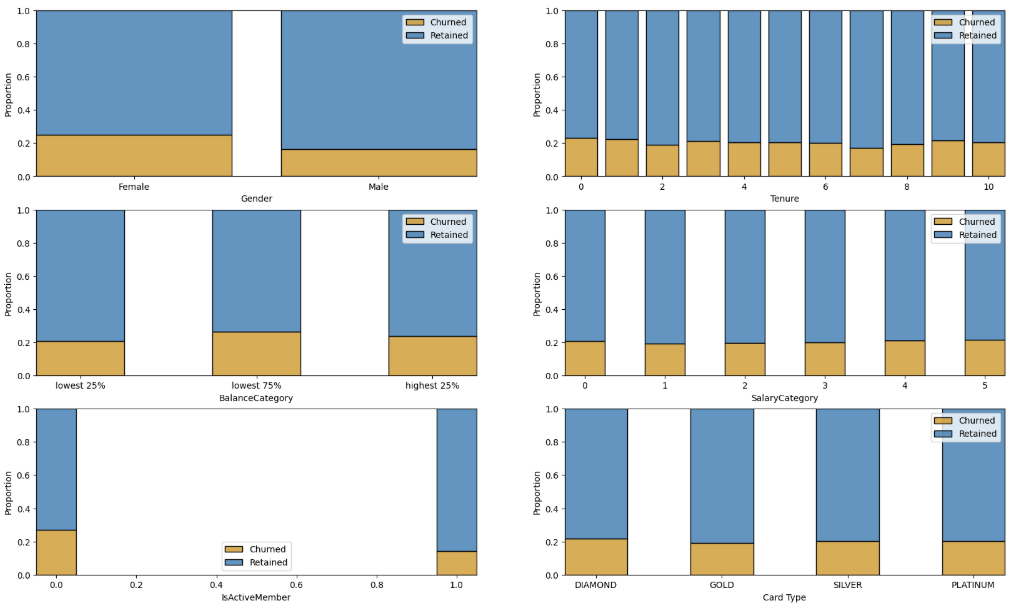 1.0
0.8
0.6
0.4
0.2
0.0
Proportion
Churned
Retained
Female Male
Gender
1.0
0.8
0.6
0.4
0.2
0.0
Proportion
Churned
Retained
0 2 4 6 8 10
Tenure
1.0
0.8
0.6
0.4
0.2
0.0
Proportion
Churned
Retained
lowest 25% lowest 75% highest 25%
BalanceCategory
1.0
0.8
0.6
0.4
0.2
0.0
Proportion
Churned
Retained
0 1 2 3 4 5
SalaryCategory
1.0
0.8
0.6
0.4
0.2
0.0
Proportion
Churned
Retained
0.0 0.2 0.4 0.6 0.8 1.0
IsActiveMember
1.0
0.8
0.6
0.4
0.2
0.0
Proportion
Churned
Retained
DIAMOND GOLD SILVER PLATINUM
Card Type